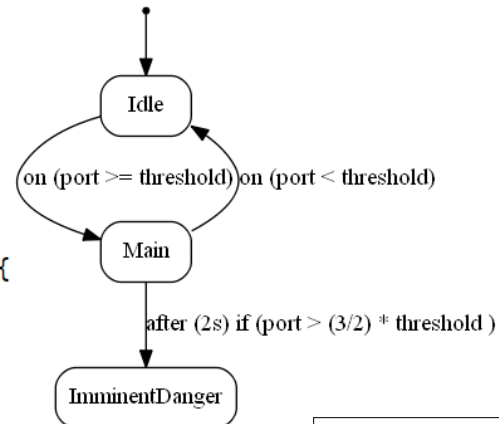 Idle
on (port >= threshold) on (port < threshold)
Main
{
after (2s) if (port > (3/2) * threshold )
ImminentDanger